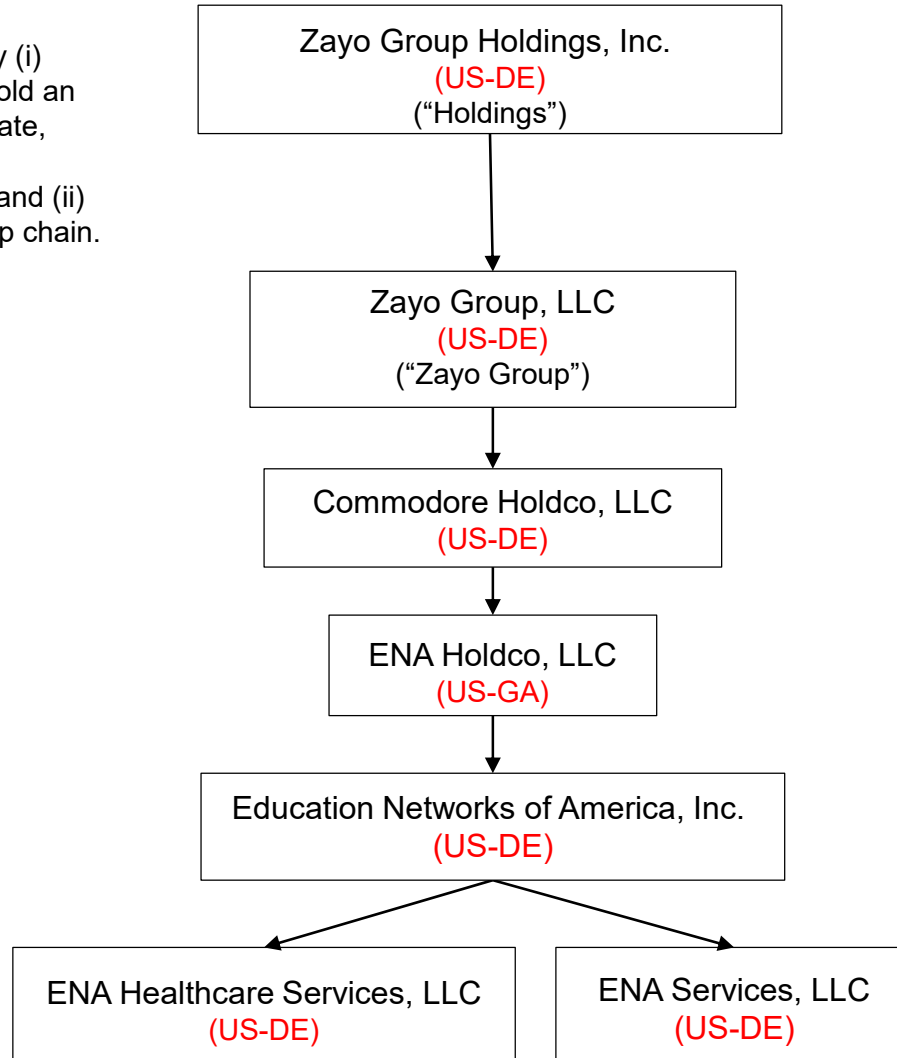 y (i)
old an
ate,
and (ii)
p chain.
Zayo Group Holdings, Inc.
(US-DE)
(“Holdings”)
Zayo Group, LLC
(US-DE)
(“Zayo Group”)
Commodore Holdco, LLC
(US-DE)
ENA Holdco, LLC
(US-GA)
Education Networks of America, Inc.
(US-DE)
ENA Healthcare Services, LLC
(US-DE)
ENA Services, LLC
(US-DE)